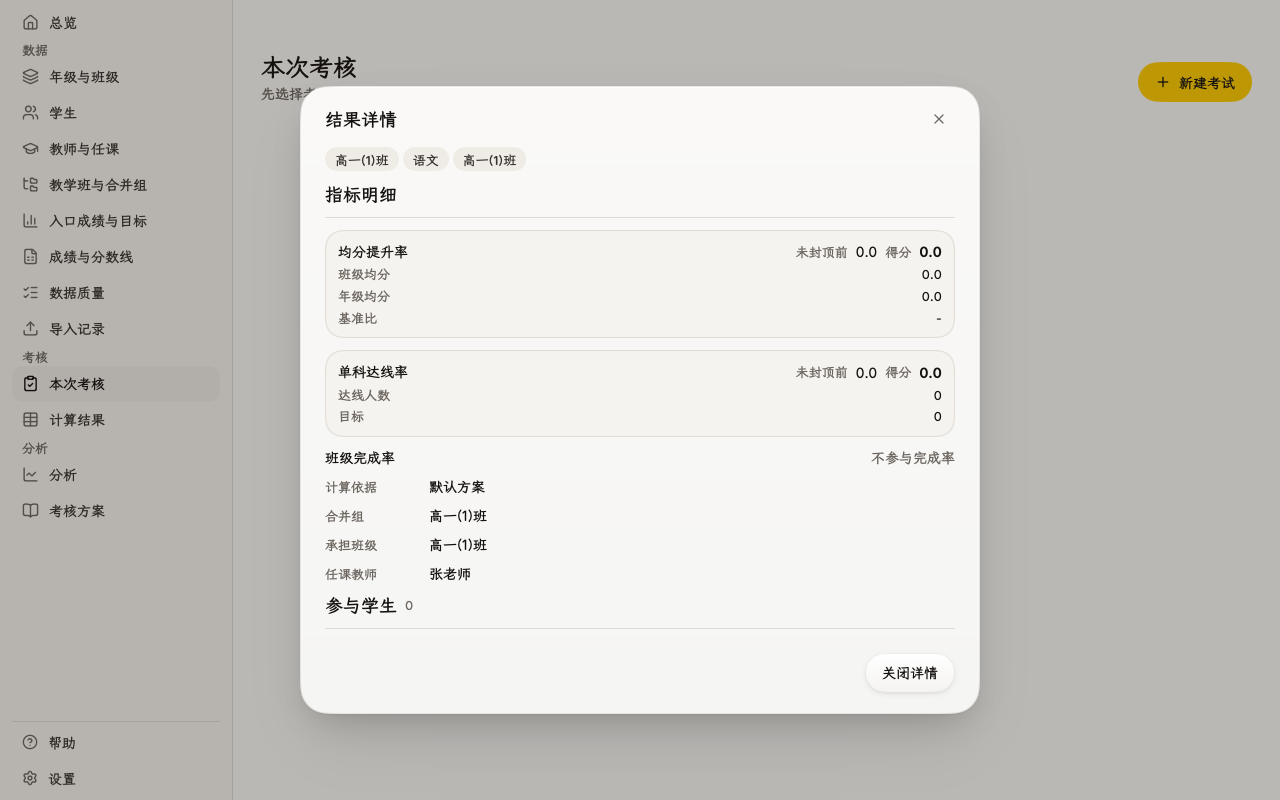 总览
数据
年级与班级
学生
教师与任课
教学班与合并组
入口成绩与目标
成绩与分数线
数据质量
导入记录
考核
本次考核
计算结果
分析
分析
考核方案
帮助
设置
本次考核
先选择
新建考试
结果详情
高一(1)班 语文 高一(1)班
指标明细
均分提升率 未封顶前 0.0 得分 0.0
班级均分 0.0
年级均分 0.0
基准比 -
单科达线率 未封顶前 0.0 得分 0.0
达线人数 0
目标 0
班级完成率 不参与完成率
计算依据 默认方案
合并组 高一(1)班
承担班级 高一(1)班
任课教师 张老师
参与学生 0
关闭详情